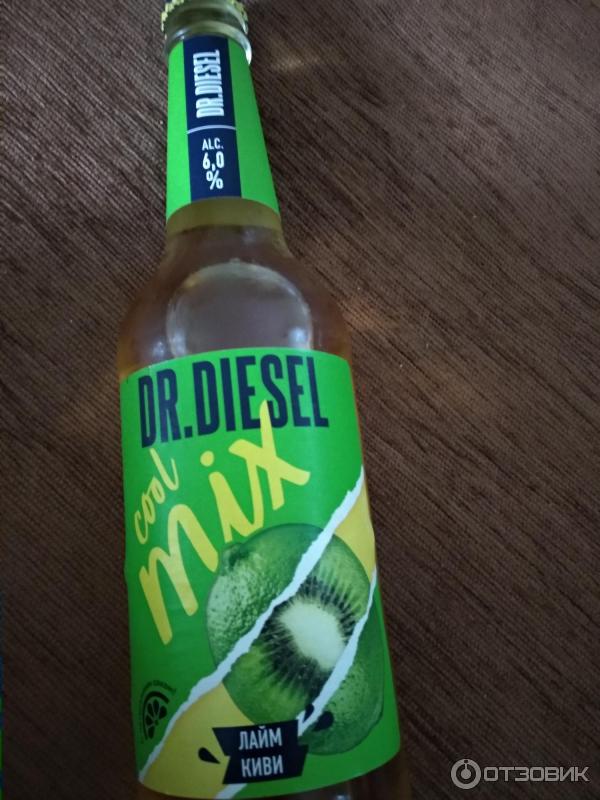 DR.DIESEL
ALC.
6,0
%
DR.DIESEL
cool
mix
ЛАЙМ
КИВИ
ОТЗОВИК